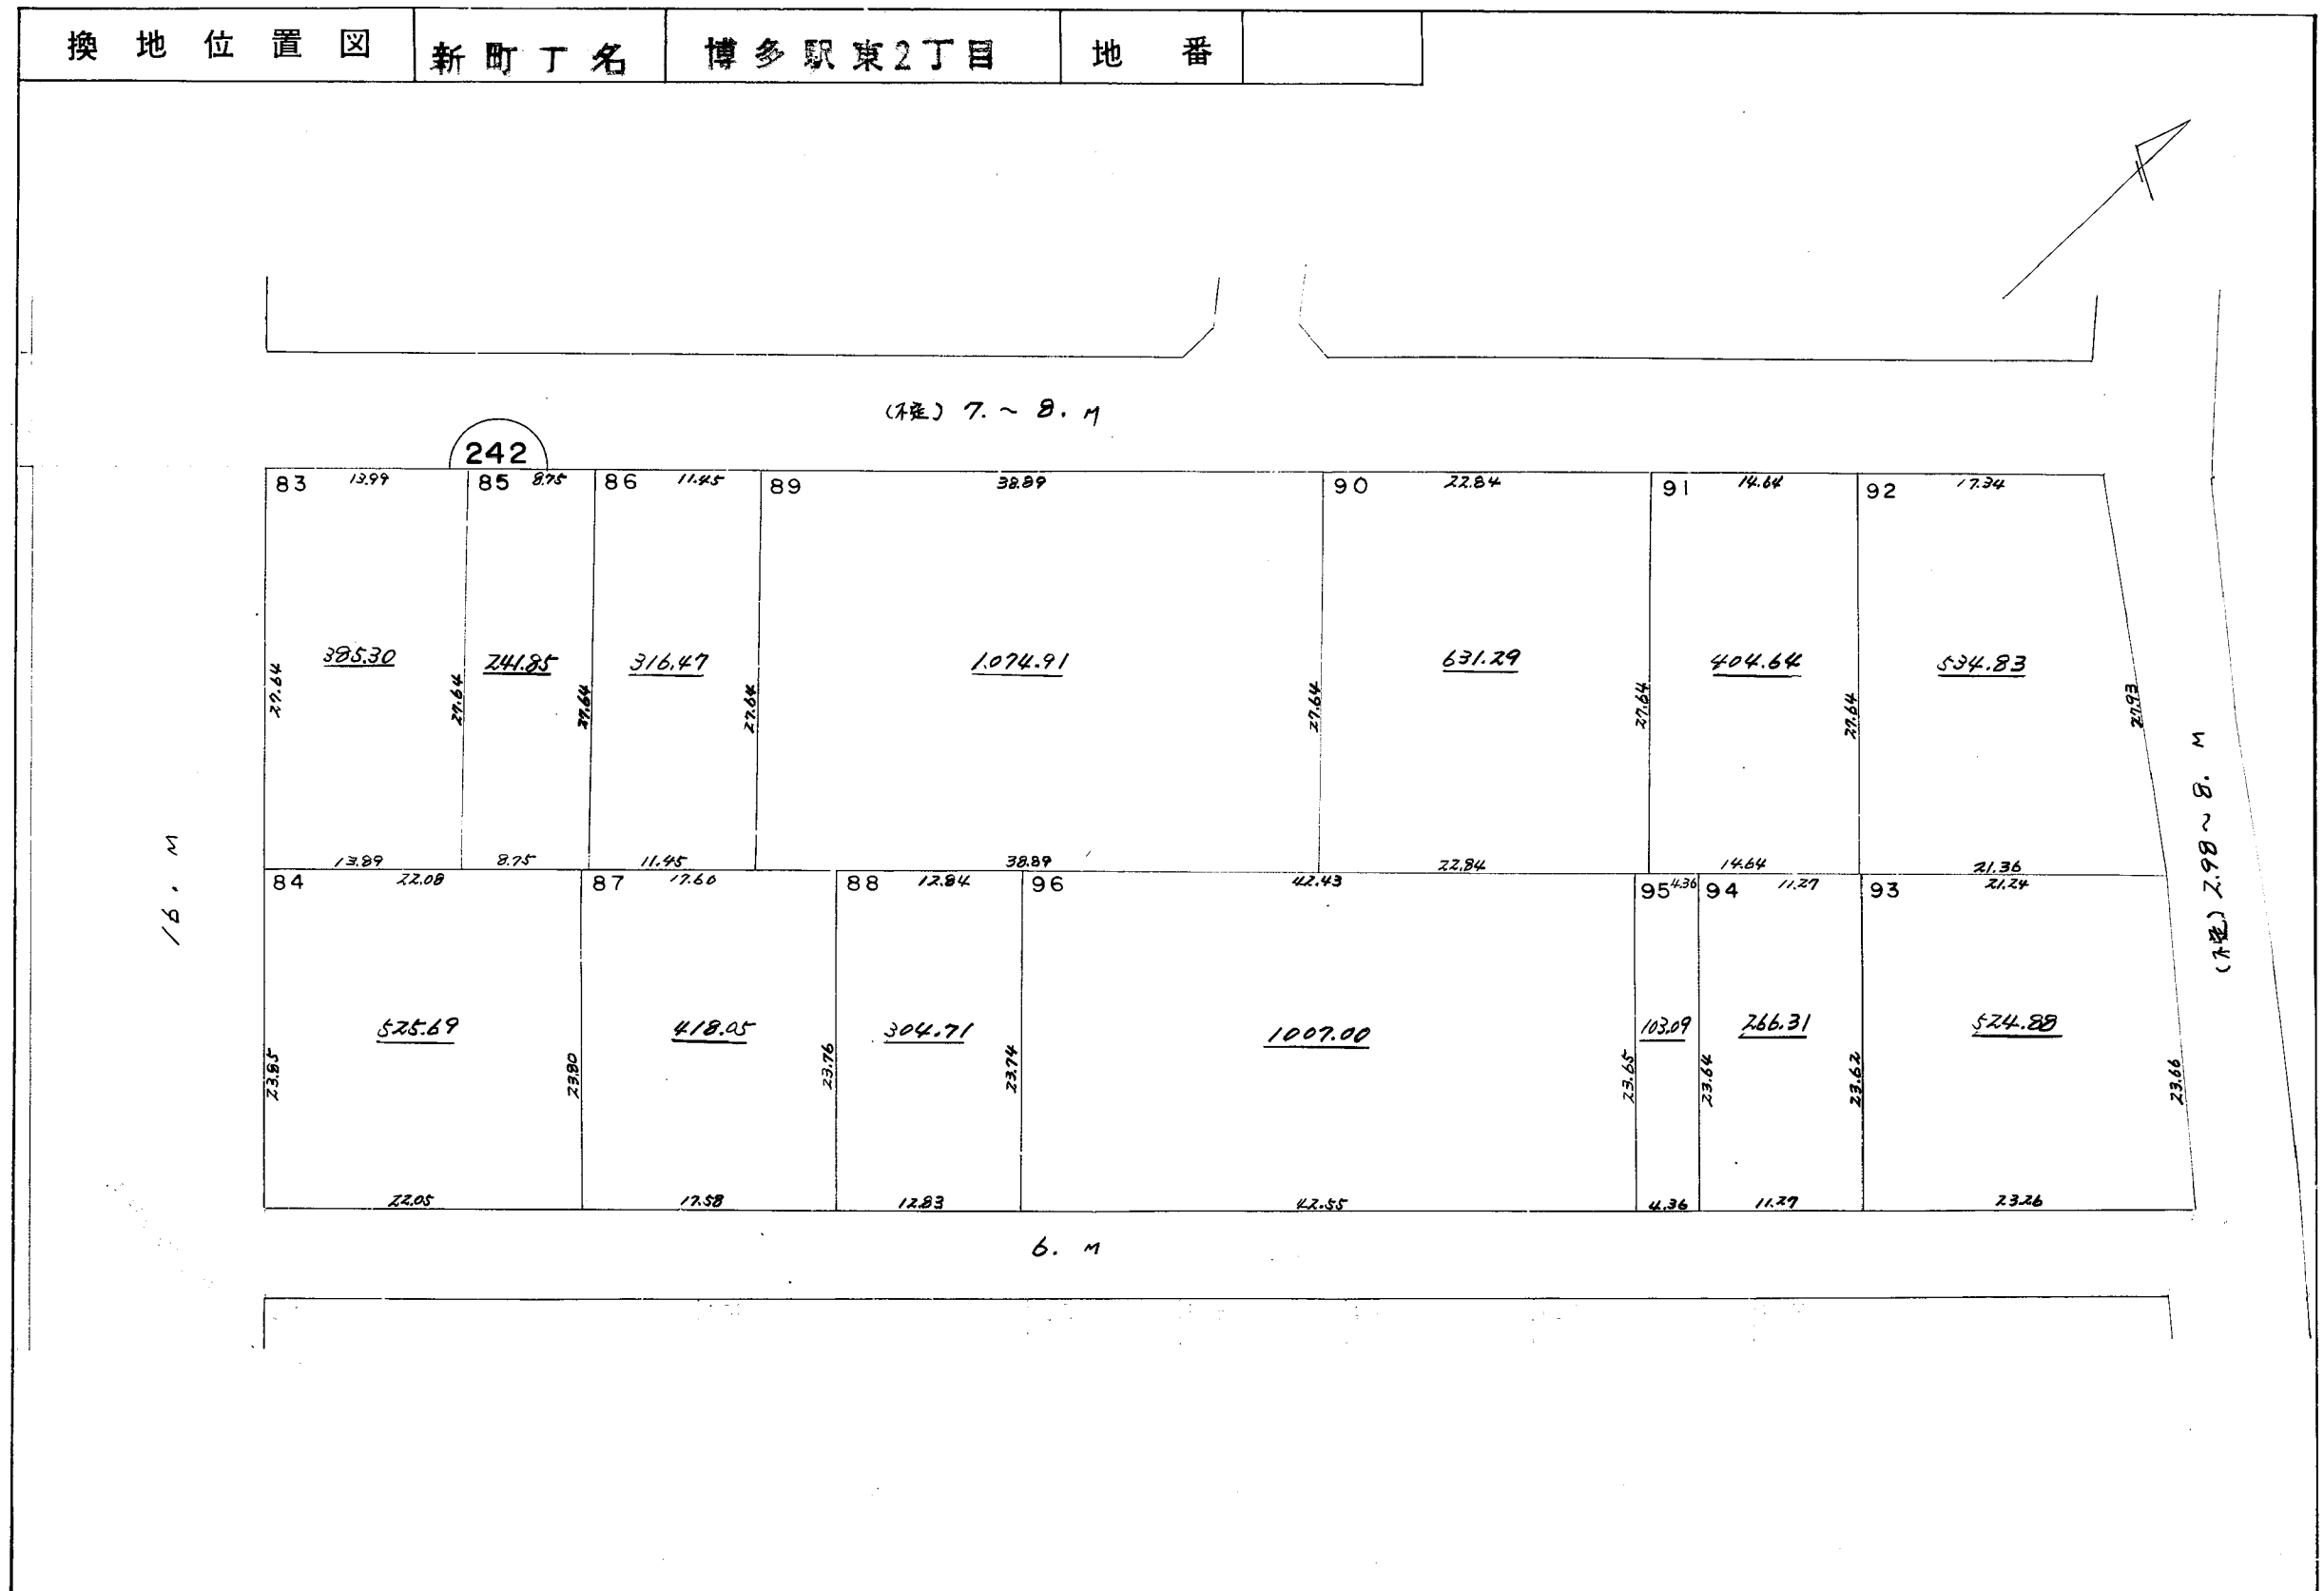 換地位置図 新町丁名 博多駅東2丁目 地番
(不定) 7.~8.M
242
83 13.99 85 8.75 86 11.45 89 38.89 90 22.84 91 14.64 92 17.34
385.30 241.85 316.47 1,074.91 631.29 404.64 534.83
27.64 27.64 27.64 27.64 27.64 27.64 27.64 27.93
13.89 8.75 11.45 38.89 22.84 14.64 21.36
84 22.08 87 17.60 88 12.84 96 42.43 95 4.36 94 11.27 93 21.24
16.M
(不定) 2.98~8.M
525.69 418.05 304.71 1007.00 103.09 266.31 524.88
23.85 23.80 23.76 23.74 23.65 23.64 23.62 23.66
22.05 17.58 12.83 42.55 4.36 11.27 23.26
6.M